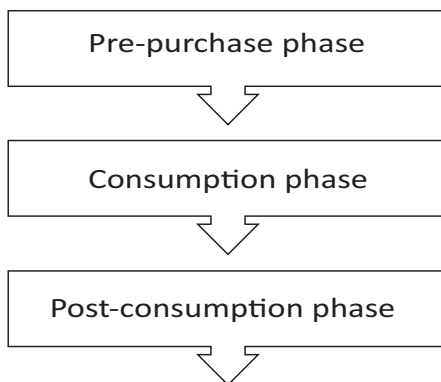 Pre-purchase phase
Consumption phase
Post-consumption phase